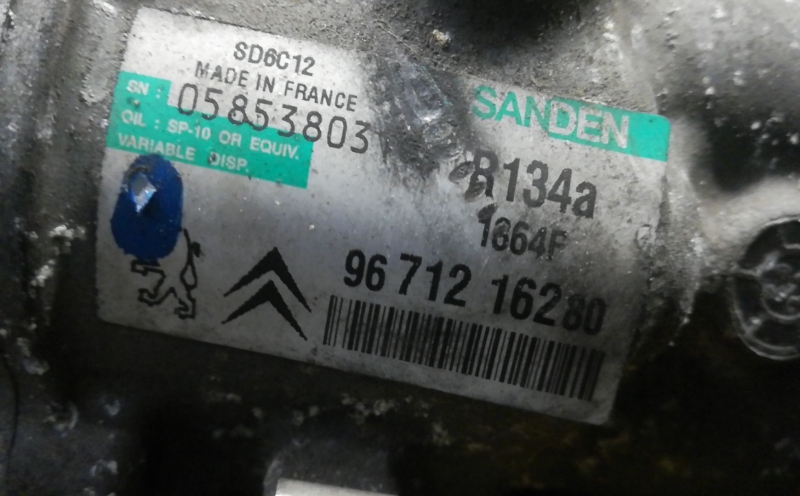 SD6C12
MADE IN FRANCE
SN : 05853803
OIL : SP-10 OR EQUIV.
VARIABLE DISP.
SANDEN
R134a
1864F
96 712 16280